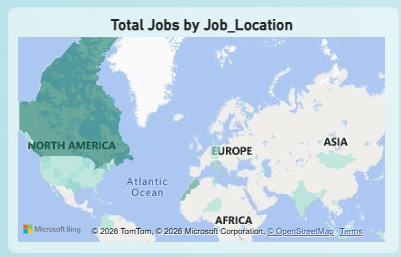 Total Jobs by Job_Location
NORTH AMERICA
EUROPE
ASIA
Atlantic
Ocean
AFRICA
Microsoft Bing
© 2026 TomTom, © 2026 Microsoft Corporation, © OpenStreetMap Terms